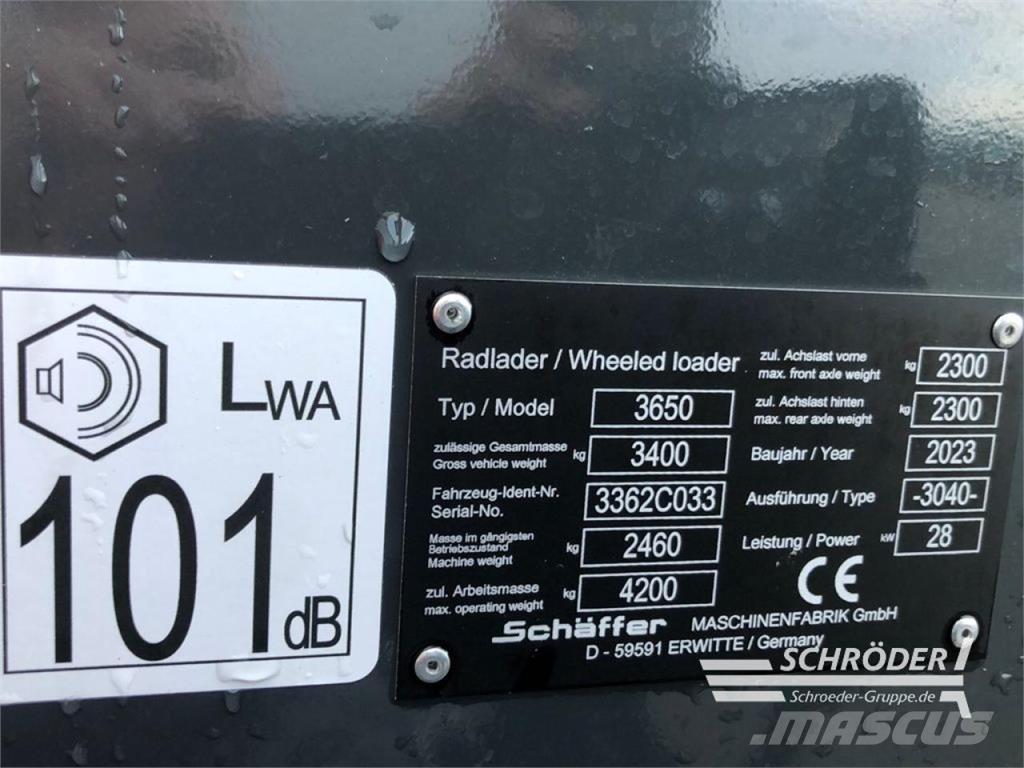 LWA
101dB
Radlader / Wheeled loader
Typ / Model 3650
zulässige Gesamtmasse
Gross vehicle weight kg 3400
Fahrzeug-Ident-Nr.
Serial-No. 3362C033
Masse im gängigsten
Betriebszustand
Machine weight kg 2460
zul. Arbeitsmasse
max. operating weight kg 4200
zul. Achslast vorne
max. front axle weight kg 2300
zul. Achslast hinten
max. rear axle weight kg 2300
Baujahr / Year 2023
Ausführung / Type -3040-
Leistung / Power kW 28
CE
Schäffer MASCHINENFABRIK GmbH
D - 59591 ERWITTE / Germany
SCHRÖDER
Schroeder-Gruppe.de
mascus